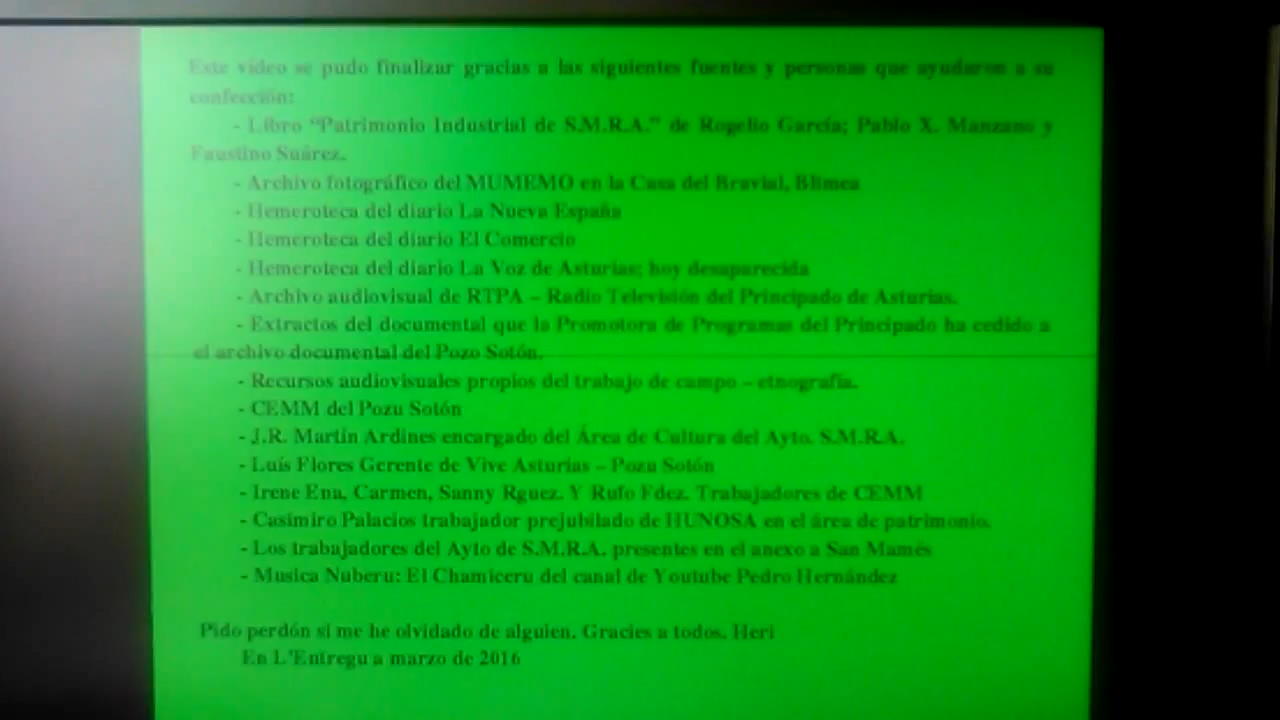 Este vídeo se pudo finalizar gracias a las siguientes fuentes y personas que ayudaron a su
confección:
- Libro “Patrimonio Industrial de S.M.R.A.” de Rogelio García; Pablo X. Manzano y
Faustino Suárez.
- Archivo fotográfico del MUMEMO en la Casa del Bravial, Blimea
- Hemeroteca del diario La Nueva España
- Hemeroteca del diario El Comercio
- Hemeroteca del diario La Voz de Asturias; hoy desaparecida
- Archivo audiovisual de RTPA – Radio Televisión del Principado de Asturias.
- Extractos del documental que la Promotora de Programas del Principado ha cedido a
el archivo documental del Pozo Sotón.
- Recursos audiovisuales propios del trabajo de campo – etnografía.
- CEMM del Pozu Sotón
- J.R. Martín Ardines encargado del Área de Cultura del Ayto. S.M.R.A.
- Luís Flores Gerente de Vive Asturias – Pozu Sotón
- Irene Ena, Carmen, Sanny Rguez. Y Rufo Fdez. Trabajadores de CEMM
- Casimiro Palacios trabajador prejubilado de HUNOSA en el área de patrimonio.
- Los trabajadores del Ayto de S.M.R.A. presentes en el anexo a San Mamés
- Musica Nuberu: El Chamiceru del canal de Youtube Pedro Hernández
Pido perdón si me he olvidado de alguien. Gracies a todos. Heri
En L'Entregu a marzo de 2016